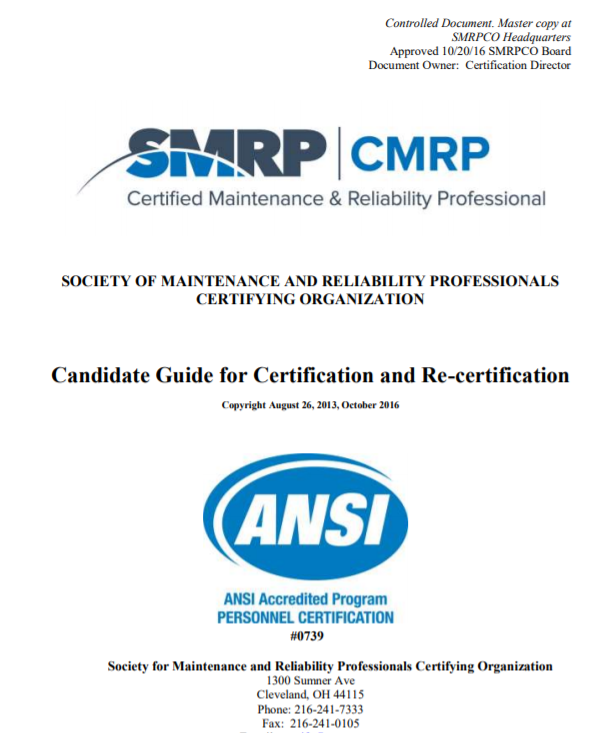 Controlled Document. Master copy at
SMRPCO Headquarters
Approved 10/20/16 SMRPCO Board
Document Owner: Certification Director
SMRP | CMRP
Certified Maintenance & Reliability Professional
SOCIETY OF MAINTENANCE AND RELIABILITY PROFESSIONALS
CERTIFYING ORGANIZATION
Candidate Guide for Certification and Re-certification
Copyright August 26, 2013, October 2016
ANSI
ANSI Accredited Program
PERSONNEL CERTIFICATION
#0739
Society for Maintenance and Reliability Professionals Certifying Organization
1300 Sumner Ave
Cleveland, OH 44115
Phone: 216-241-7333
Fax: 216-241-0105